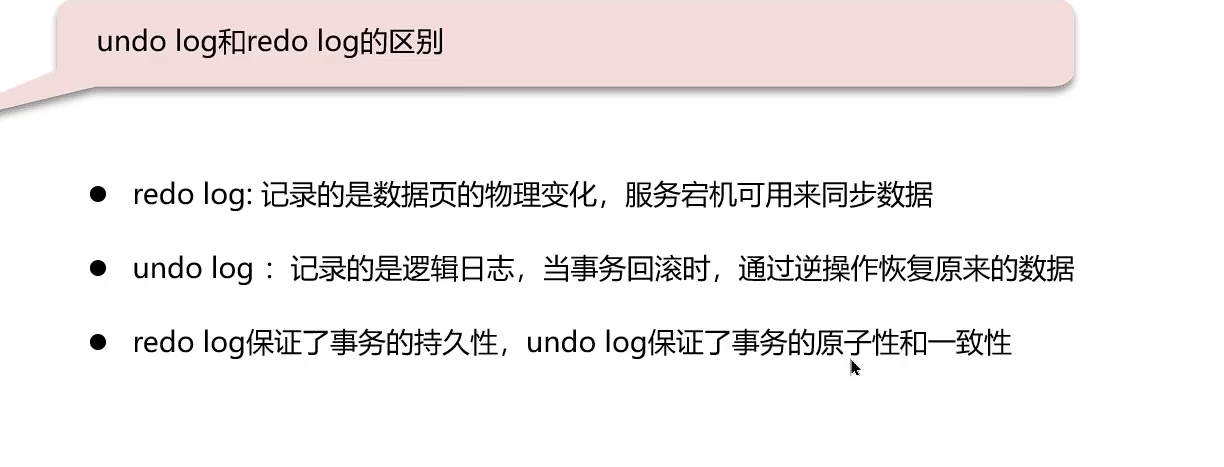 undo log和redo log的区别
redo log: 记录的是数据页的物理变化，服务宕机可用来同步数据
undo log ：记录的是逻辑日志，当事务回滚时，通过逆操作恢复原来的数据
redo log保证了事务的持久性，undo log保证了事务的原子性和一致性